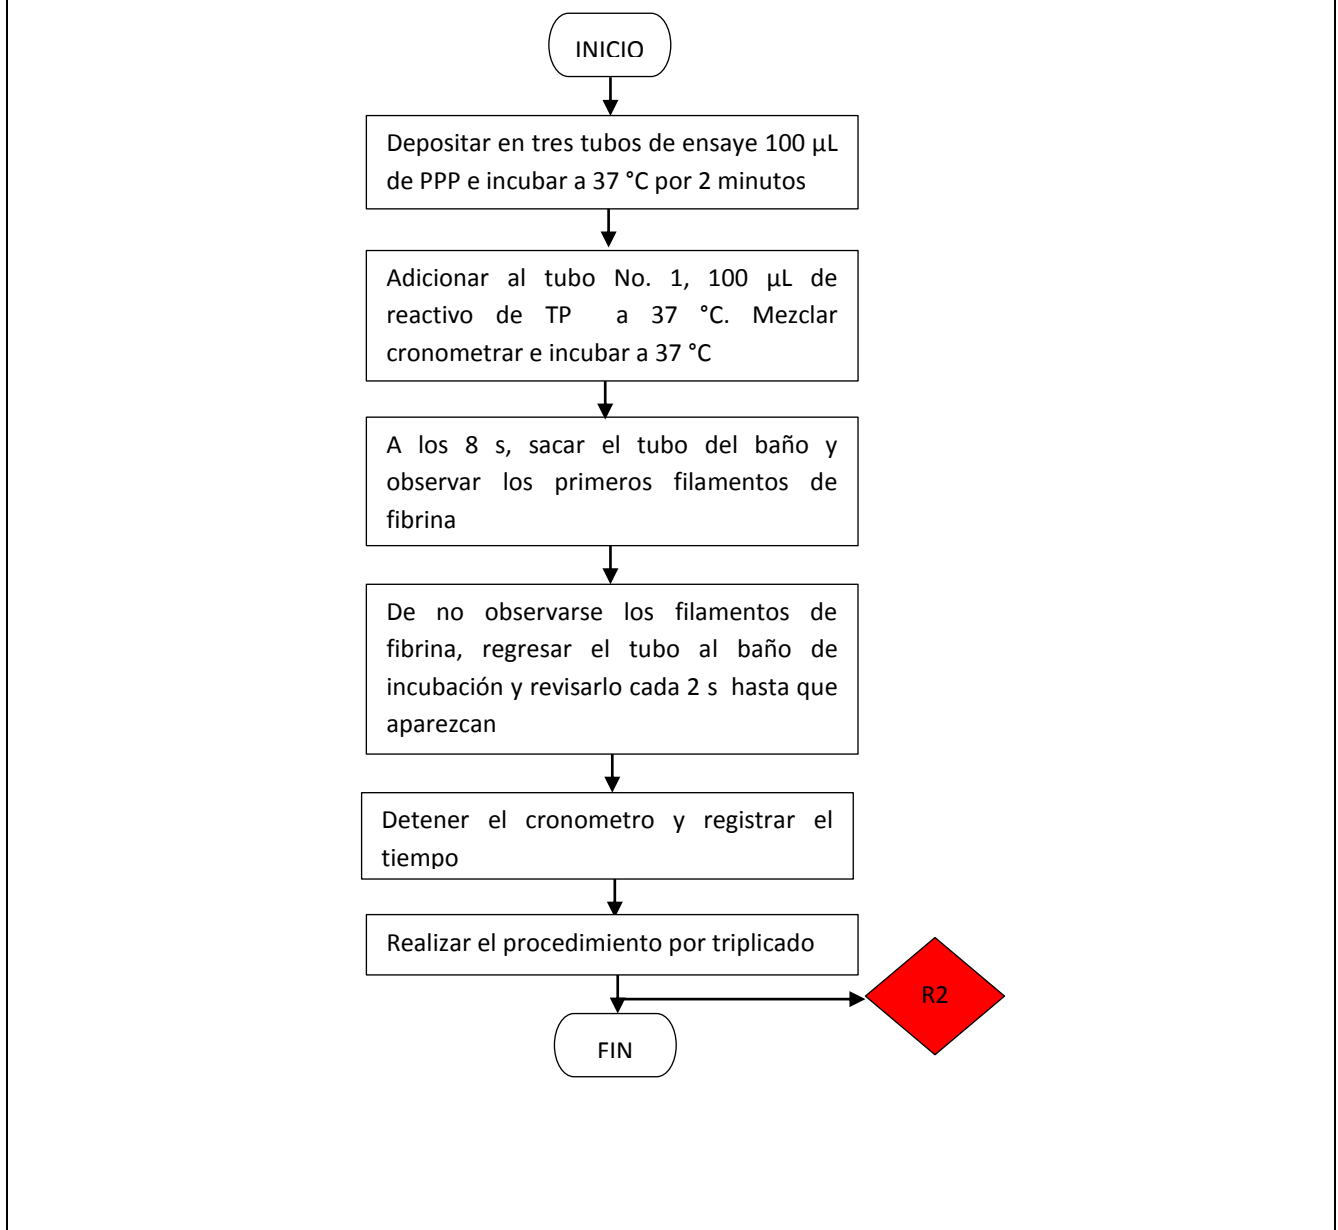 INICIO
Depositar en tres tubos de ensaye 100 µL
de PPP e incubar a 37 °C por 2 minutos
Adicionar al tubo No. 1, 100 µL de
reactivo de TP a 37 °C. Mezclar
cronometrar e incubar a 37 °C
A los 8 s, sacar el tubo del baño y
observar los primeros filamentos de
fibrina
De no observarse los filamentos de
fibrina, regresar el tubo al baño de
incubación y revisarlo cada 2 s hasta que
aparezcan
Detener el cronometro y registrar el
tiempo
Realizar el procedimiento por triplicado
R2
FIN